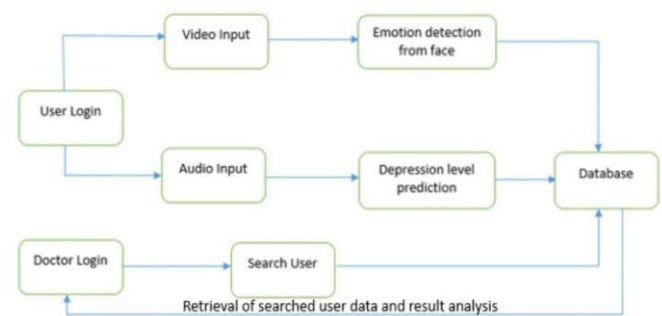 Video Input
Emotion detection
from face
User Login
Audio Input
Depression level
prediction
Database
Doctor Login
Search User
Retrieval of searched user data and result analysis